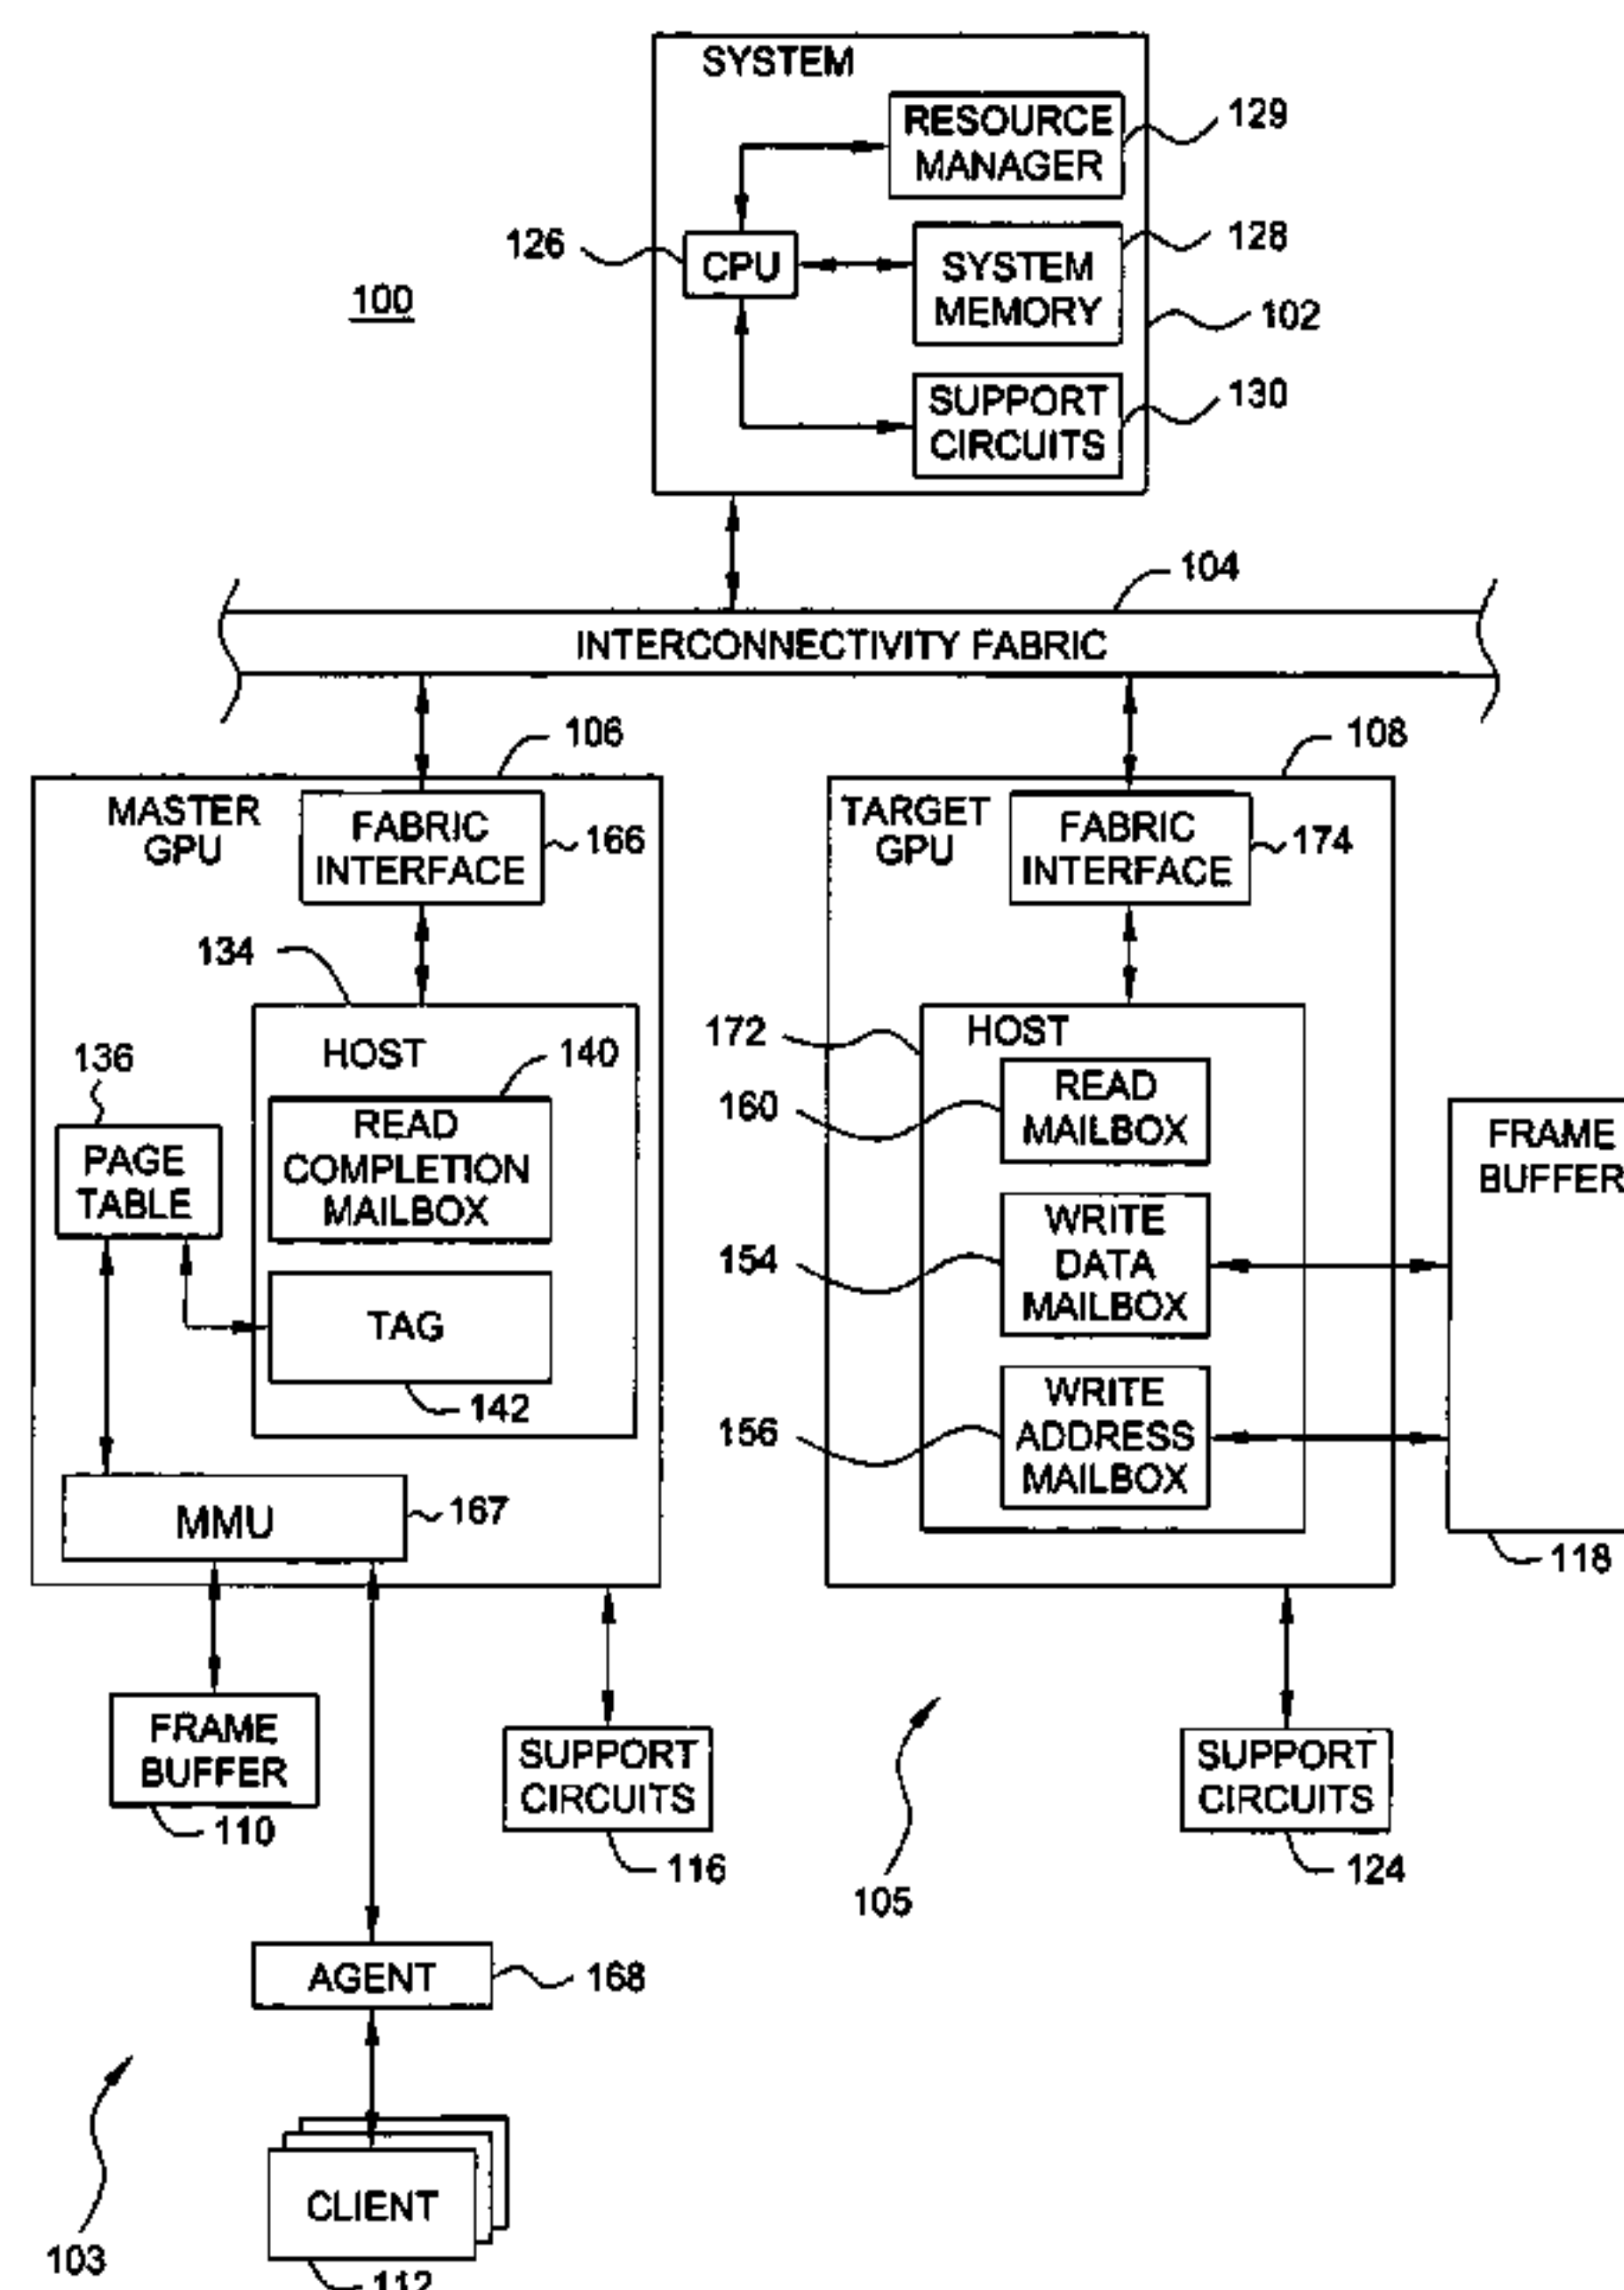 SYSTEM
RESOURCE
MANAGER
129
126
CPU
SYSTEM
MEMORY
128
100
102
SUPPORT
CIRCUITS
130
104
INTERCONNECTIVITY FABRIC
106
108
MASTER
GPU
FABRIC
INTERFACE
166
TARGET
GPU
FABRIC
INTERFACE
174
134
136
HOST
140
172
HOST
PAGE
TABLE
READ
COMPLETION
MAILBOX
160
READ
MAILBOX
FRAME
BUFFER
154
WRITE
DATA
MAILBOX
TAG
142
156
WRITE
ADDRESS
MAILBOX
MMU
167
118
FRAME
BUFFER
110
SUPPORT
CIRCUITS
116
105
SUPPORT
CIRCUITS
124
AGENT
168
CLIENT
103
112